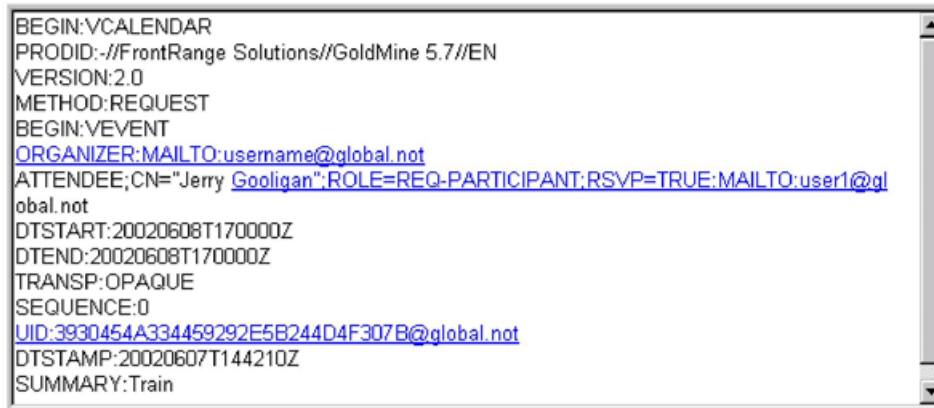 BEGIN:VCALENDAR
PRODID:-//FrontRange Solutions//GoldMine 5.7//EN
VERSION:2.0
METHOD:REQUEST
BEGIN:VEVENT
ORGANIZER:MAILTO:username@global.not
ATTENDEE;CN="Jerry Gooligan";ROLE=REQ-PARTICIPANT;RSVP=TRUE:MAILTO:user1@gl
obal.not
DTSTART:20020608T170000Z
DTEND:20020608T170000Z
TRANSP:OPAQUE
SEQUENCE:0
UID:3930454A334459292E5B244D4F307B@global.not
DTSTAMP:20020607T144210Z
SUMMARY:Train